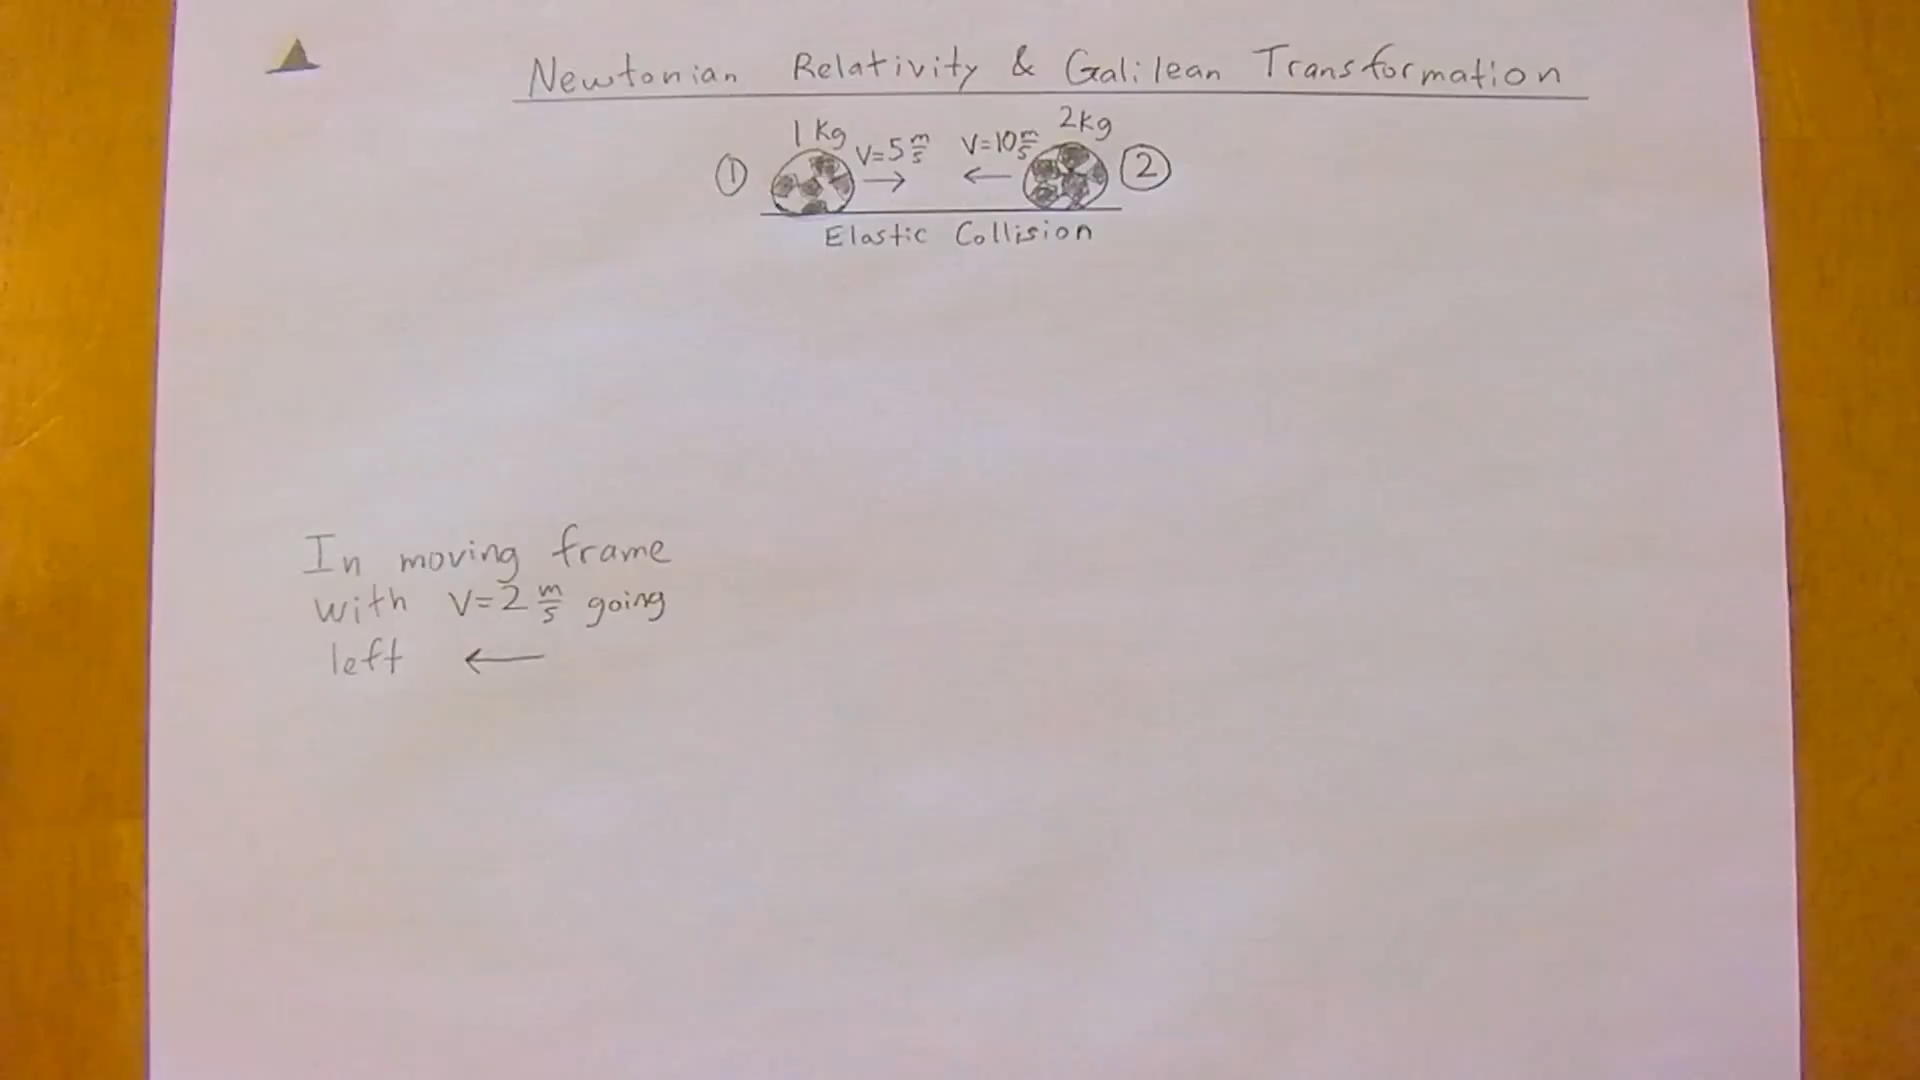 Newtonian Relativity & Galilean Transformation
1 Kg 2kg
① V=5 m/s V=10 m/s ②
Elastic Collision
In moving frame
with V=2 m/s going
left ←